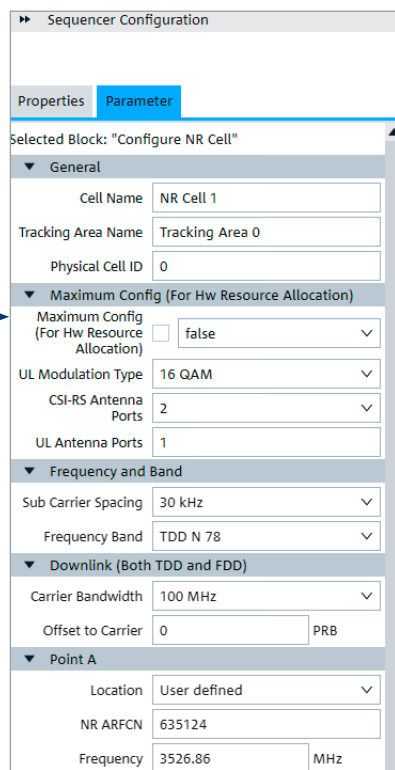 Sequencer Configuration
Properties Parameter
Selected Block: "Configure NR Cell"
General
Cell Name NR Cell 1
Tracking Area Name Tracking Area 0
Physical Cell ID 0
Maximum Config (For Hw Resource Allocation)
Maximum Config
(For Hw Resource false
Allocation)
UL Modulation Type 16 QAM
CSI-RS Antenna
Ports 2
UL Antenna Ports 1
Frequency and Band
Sub Carrier Spacing 30 kHz
Frequency Band TDD N 78
Downlink (Both TDD and FDD)
Carrier Bandwidth 100 MHz
Offset to Carrier 0 PRB
Point A
Location User defined
NR ARFCN 635124
Frequency 3526.86 MHz